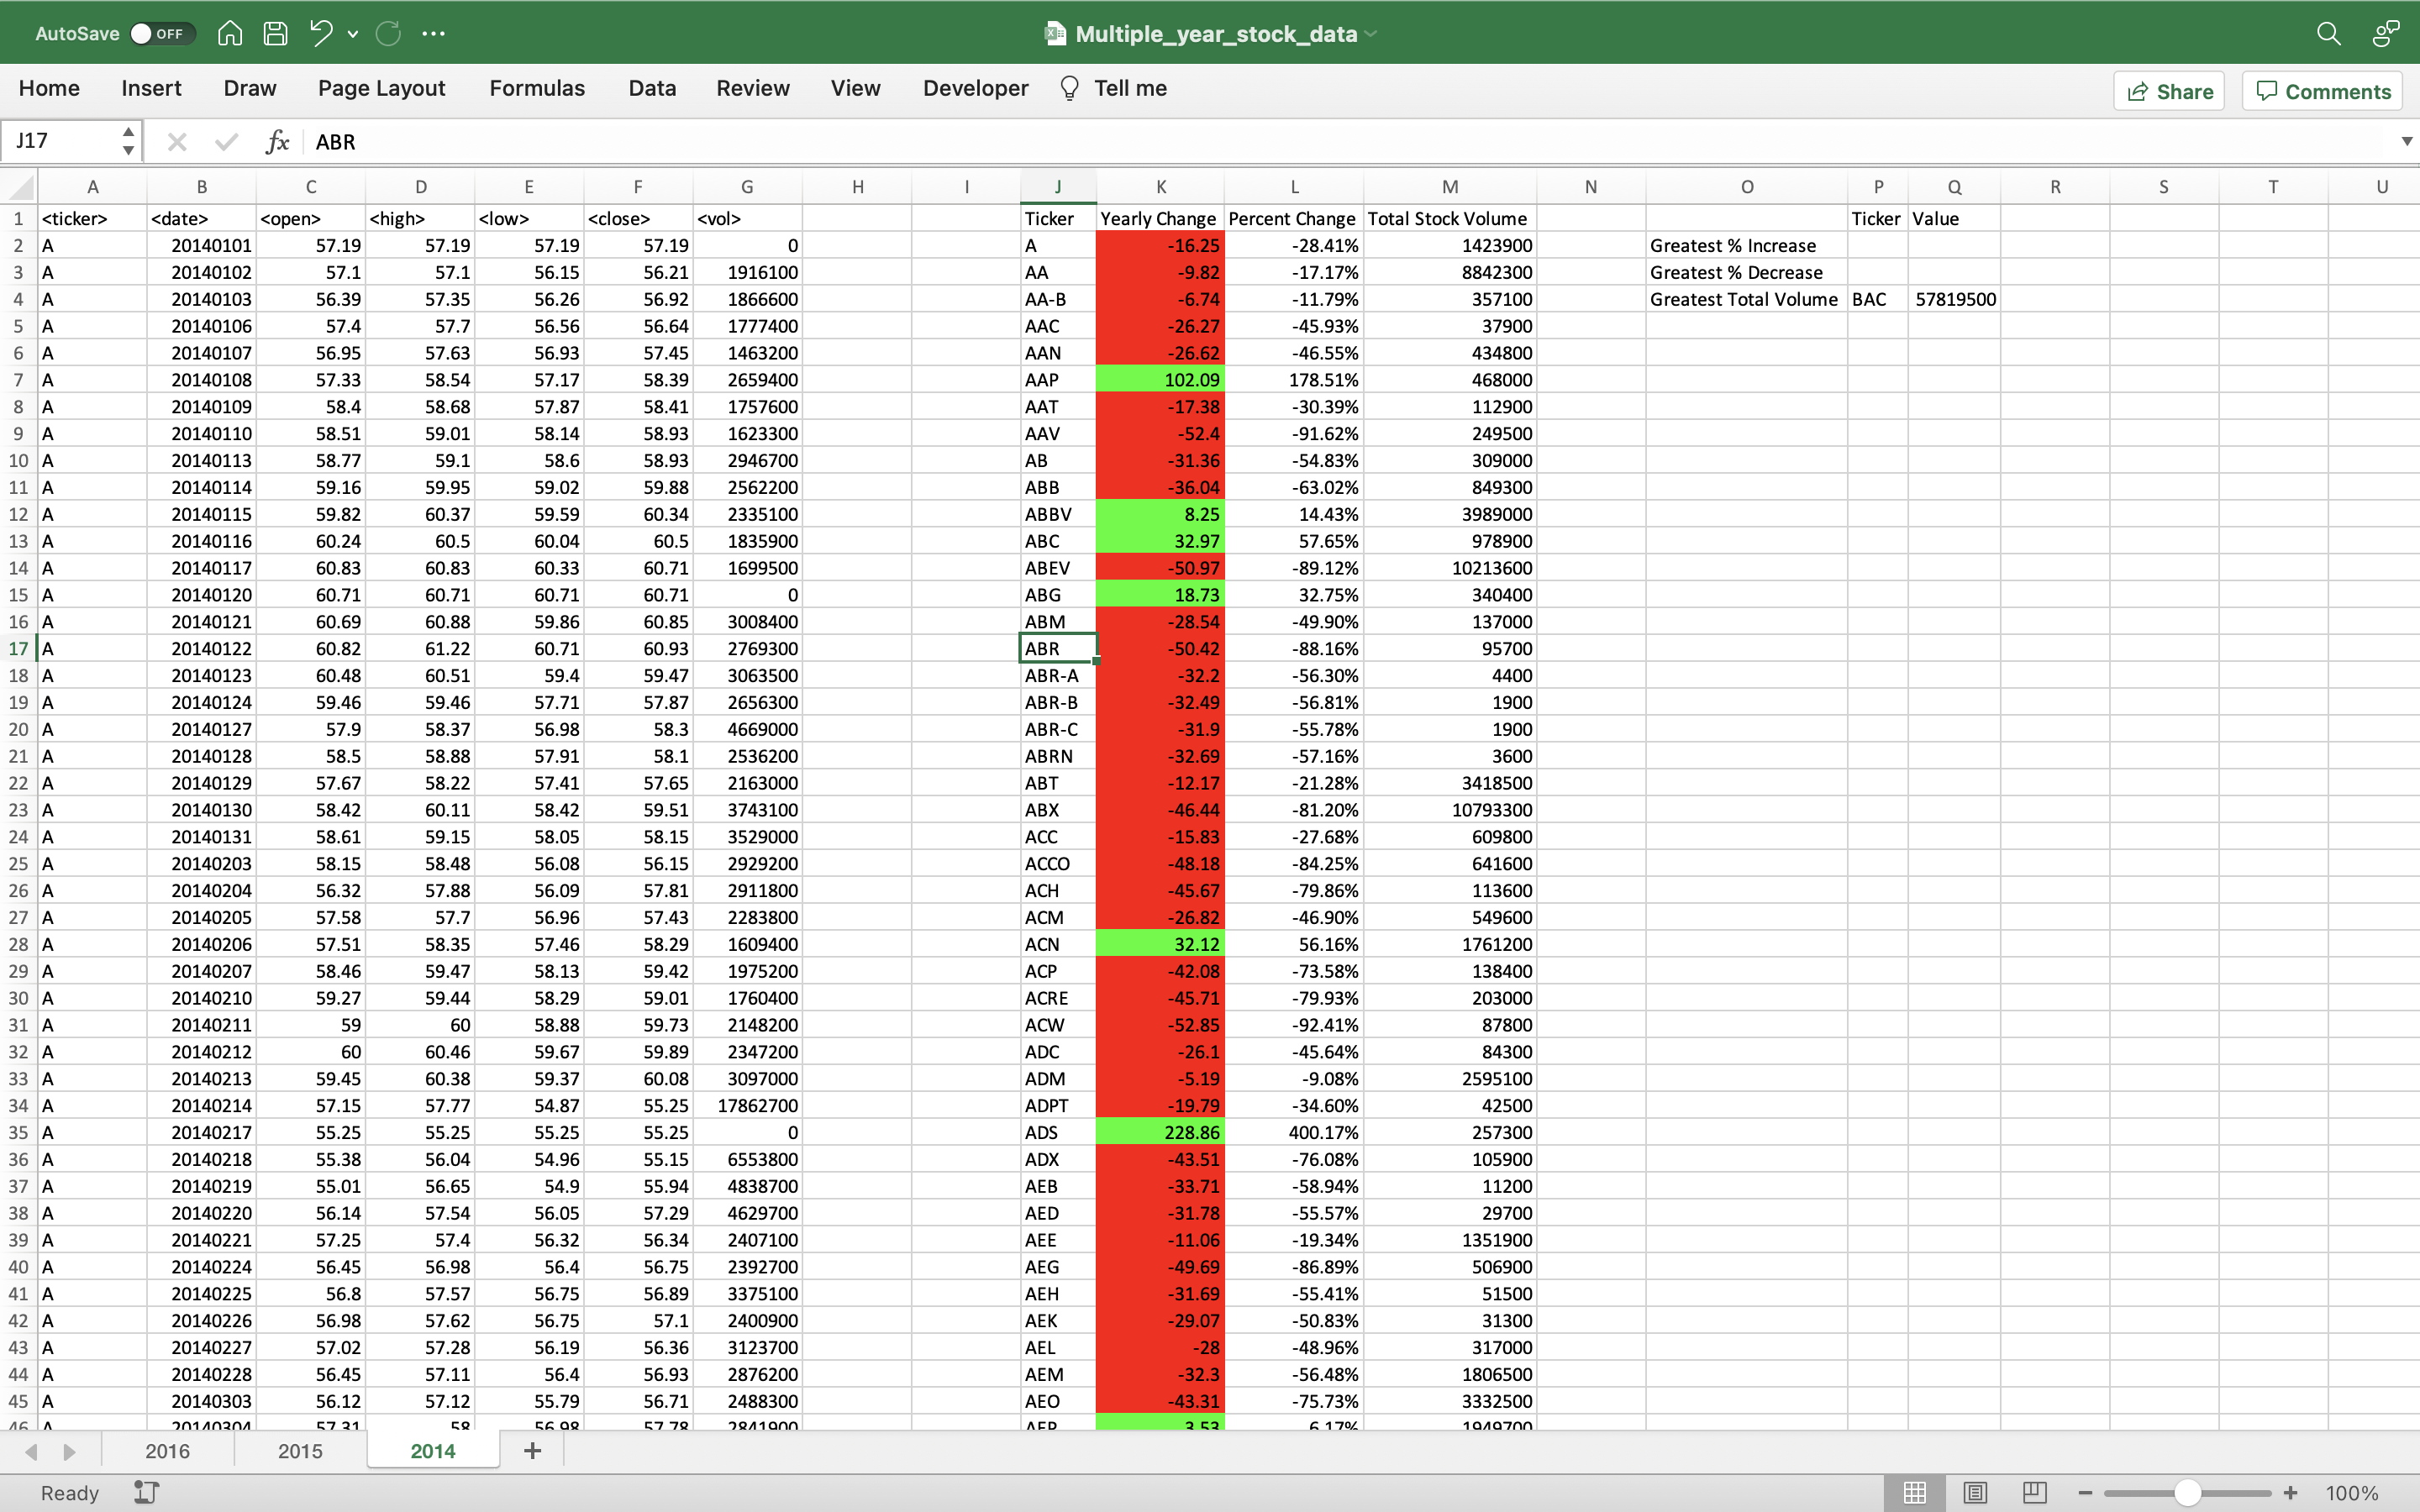 AutoSave OFF Multiple_year_stock_data
Home Insert Draw Page Layout Formulas Data Review View Developer Tell me Share Comments
J17 fx ABR
A B C D E F G H I J K L M N O P Q R S T U
1 <ticker> <date> <open> <high> <low> <close> <vol> Ticker Yearly Change Percent Change Total Stock Volume Ticker Value
2 A 20140101 57.19 57.19 57.19 57.19 0 A -16.25 -28.41% 1423900 Greatest % Increase
3 A 20140102 57.1 57.1 56.15 56.21 1916100 AA -9.82 -17.17% 8842300 Greatest % Decrease
4 A 20140103 56.39 57.35 56.26 56.92 1866600 AA-B -6.74 -11.79% 357100 Greatest Total Volume BAC 57819500
5 A 20140106 57.4 57.7 56.56 56.64 1777400 AAC -26.27 -45.93% 37900
6 A 20140107 56.95 57.63 56.93 57.45 1463200 AAN -26.62 -46.55% 434800
7 A 20140108 57.33 58.54 57.17 58.39 2659400 AAP 102.09 178.51% 468000
8 A 20140109 58.4 58.68 57.87 58.41 1757600 AAT -17.38 -30.39% 112900
9 A 20140110 58.51 59.01 58.14 58.93 1623300 AAV -52.4 -91.62% 249500
10 A 20140113 58.77 59.1 58.6 58.93 2946700 AB -31.36 -54.83% 309000
11 A 20140114 59.16 59.95 59.02 59.88 2562200 ABB -36.04 -63.02% 849300
12 A 20140115 59.82 60.37 59.59 60.34 2335100 ABBV 8.25 14.43% 3989000
13 A 20140116 60.24 60.5 60.04 60.5 1835900 ABC 32.97 57.65% 978900
14 A 20140117 60.83 60.83 60.33 60.71 1699500 ABEV -50.97 -89.12% 10213600
15 A 20140120 60.71 60.71 60.71 60.71 0 ABG 18.73 32.75% 340400
16 A 20140121 60.69 60.88 59.86 60.85 3008400 ABM -28.54 -49.90% 137000
17 A 20140122 60.82 61.22 60.71 60.93 2769300 ABR -50.42 -88.16% 95700
18 A 20140123 60.48 60.51 59.4 59.47 3063500 ABR-A -32.2 -56.30% 4400
19 A 20140124 59.46 59.46 57.71 57.87 2656300 ABR-B -32.49 -56.81% 1900
20 A 20140127 57.9 58.37 56.98 58.3 4669000 ABR-C -31.9 -55.78% 1900
21 A 20140128 58.5 58.88 57.91 58.1 2536200 ABRN -32.69 -57.16% 3600
22 A 20140129 57.67 58.22 57.41 57.65 2163000 ABT -12.17 -21.28% 3418500
23 A 20140130 58.42 60.11 58.42 59.51 3743100 ABX -46.44 -81.20% 10793300
24 A 20140131 58.61 59.15 58.05 58.15 3529000 ACC -15.83 -27.68% 609800
25 A 20140203 58.15 58.48 56.08 56.15 2929200 ACCO -48.18 -84.25% 641600
26 A 20140204 56.32 57.88 56.09 57.81 2911800 ACH -45.67 -79.86% 113600
27 A 20140205 57.58 57.7 56.96 57.43 2283800 ACM -26.82 -46.90% 549600
28 A 20140206 57.51 58.35 57.46 58.29 1609400 ACN 32.12 56.16% 1761200
29 A 20140207 58.46 59.47 58.13 59.42 1975200 ACP -42.08 -73.58% 138400
30 A 20140210 59.27 59.44 58.29 59.01 1760400 ACRE -45.71 -79.93% 203000
31 A 20140211 59 60 58.88 59.73 2148200 ACW -52.85 -92.41% 87800
32 A 20140212 60 60.46 59.67 59.89 2347200 ADC -26.1 -45.64% 84300
33 A 20140213 59.45 60.38 59.37 60.08 3097000 ADM -5.19 -9.08% 2595100
34 A 20140214 57.15 57.77 54.87 55.25 17862700 ADPT -19.79 -34.60% 42500
35 A 20140217 55.25 55.25 55.25 55.25 0 ADS 228.86 400.17% 257300
36 A 20140218 55.38 56.04 54.96 55.15 6553800 ADX -43.51 -76.08% 105900
37 A 20140219 55.01 56.65 54.9 55.94 4838700 AEB -33.71 -58.94% 11200
38 A 20140220 56.14 57.54 56.05 57.29 4629700 AED -31.78 -55.57% 29700
39 A 20140221 57.25 57.4 56.32 56.34 2407100 AEE -11.06 -19.34% 1351900
40 A 20140224 56.45 56.98 56.4 56.75 2392700 AEG -49.69 -86.89% 506900
41 A 20140225 56.8 57.57 56.75 56.89 3375100 AEH -31.69 -55.41% 51500
42 A 20140226 56.98 57.62 56.75 57.1 2400900 AEK -29.07 -50.83% 31300
43 A 20140227 57.02 57.28 56.19 56.36 3123700 AEL -28 -48.96% 317000
44 A 20140228 56.45 57.11 56.4 56.93 2876200 AEM -32.3 -56.48% 1806500
45 A 20140303 56.12 57.12 55.79 56.71 2488300 AEO -43.31 -75.73% 3332500
46 A 20140304 57.31 58 56.98 57.78 2841900 AEP 3.53 6.17% 1949700
2016 2015 2014
Ready 100%